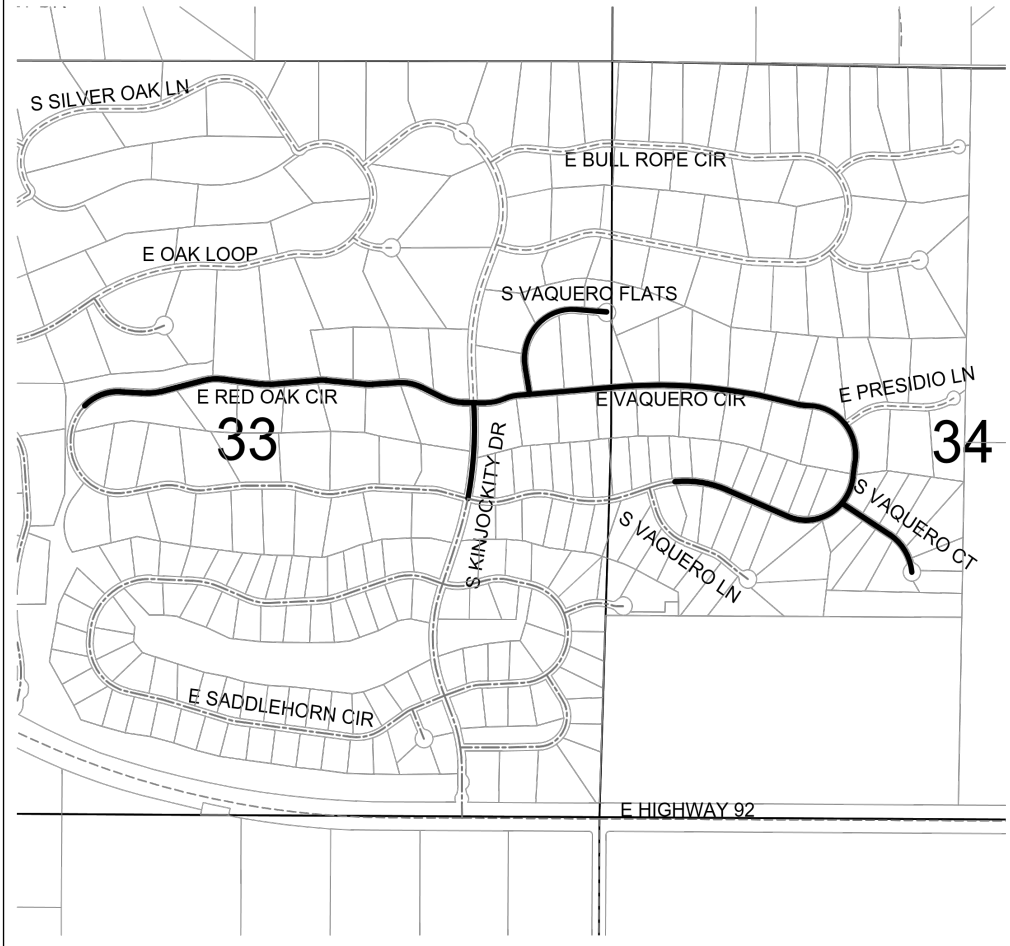 S SILVER OAK LN
E BULL ROPE CIR
E OAK LOOP
S VAQUERO FLATS
E PRESIDIO LN
E RED OAK CIR
E VAQUERO CIR
33
34
S KINJOCKITY DR
S VAQUERO CT
S VAQUERO LN
E SADDLEHORN CIR
E HIGHWAY 92